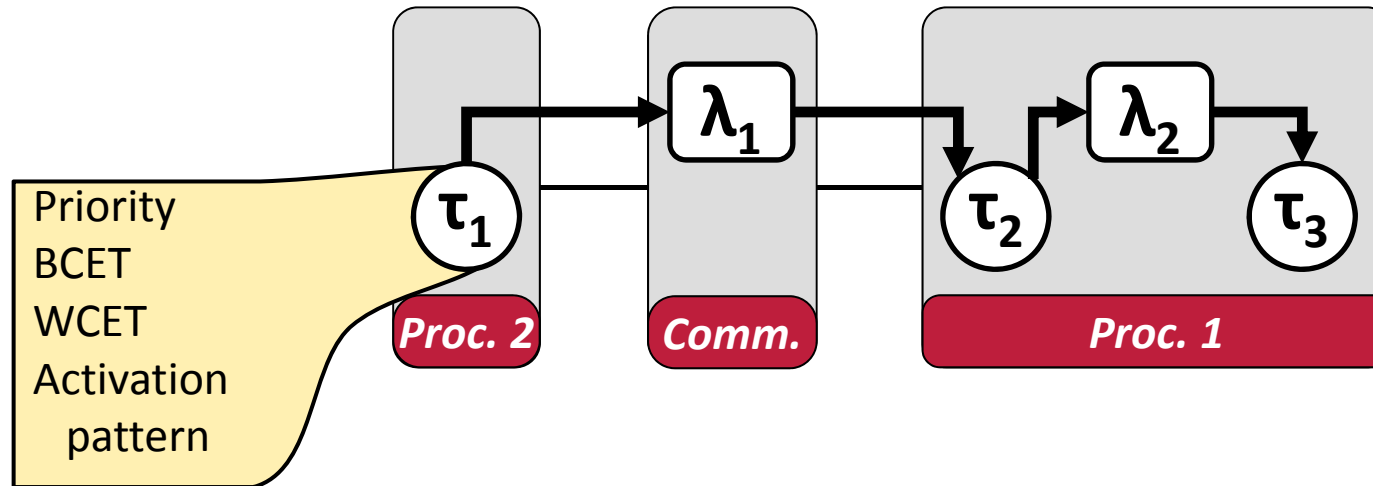 λ1
λ2
τ1
τ2
τ3
Priority
BCET
WCET
Activation
pattern
Proc. 2
Comm.
Proc. 1